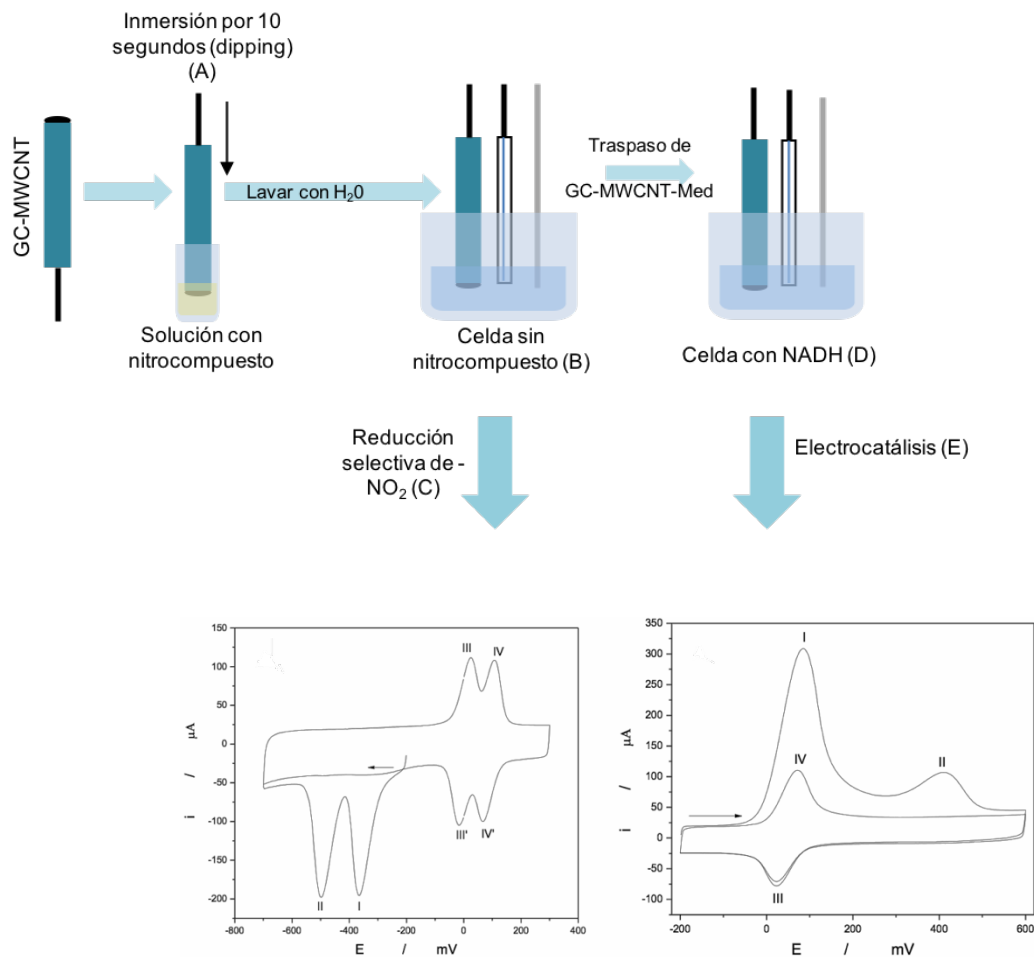 Inmersión por 10
segundos (dipping)
(A)
GC-MWCNT
Lavar con H₂0
Traspaso de
GC-MWCNT-Med
Solución con
nitrocompuesto
Celda sin
nitrocompuesto (B)
Celda con NADH (D)
Reducción
selectiva de -
NO₂ (C)
Electrocatálisis (E)
150
100
50
0
-50
-100
-150
-200
i / µA
III
IV
III'
IV'
II
I
-800
-600
-400
-200
0
200
400
E / mV
350
300
250
200
150
100
50
0
-50
-100
i / µA
I
IV
II
III
-200
0
200
400
600
E / mV